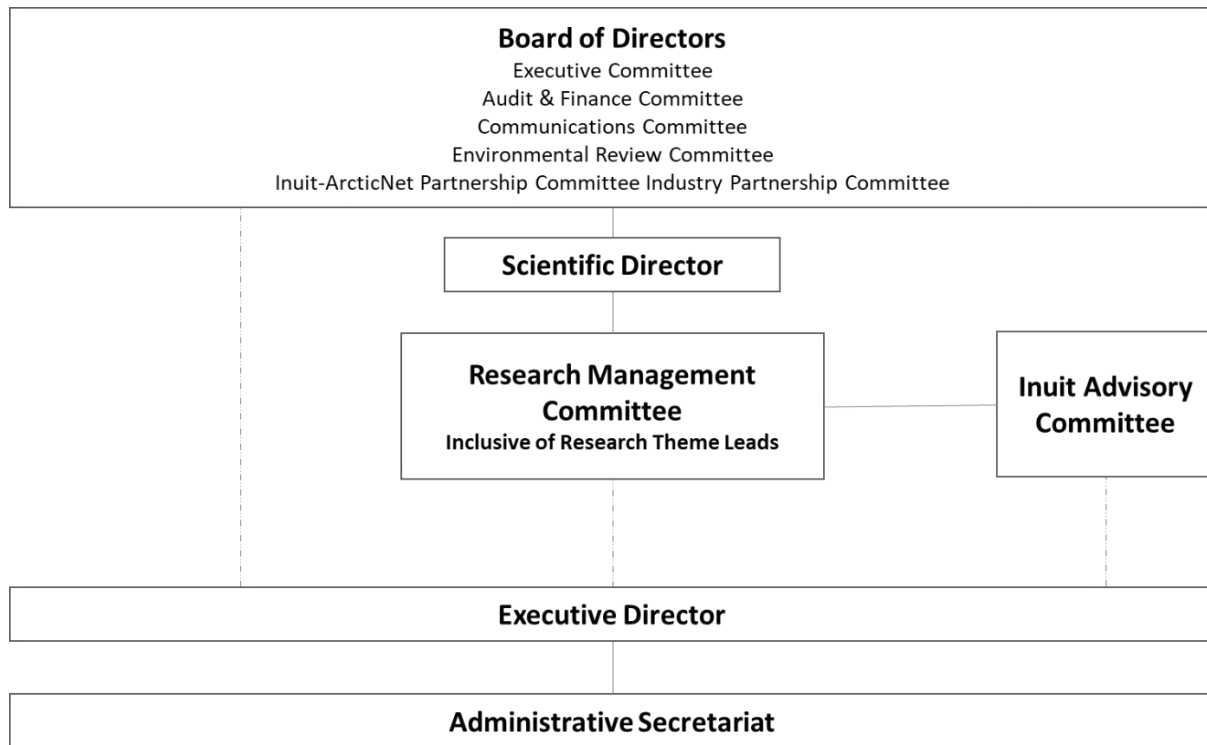 Board of Directors
Executive Committee
Audit & Finance Committee
Communications Committee
Environmental Review Committee
Inuit-ArcticNet Partnership Committee Industry Partnership Committee
Scientific Director
Research Management
Committee
Inclusive of Research Theme Leads
Inuit Advisory
Committee
Executive Director
Administrative Secretariat